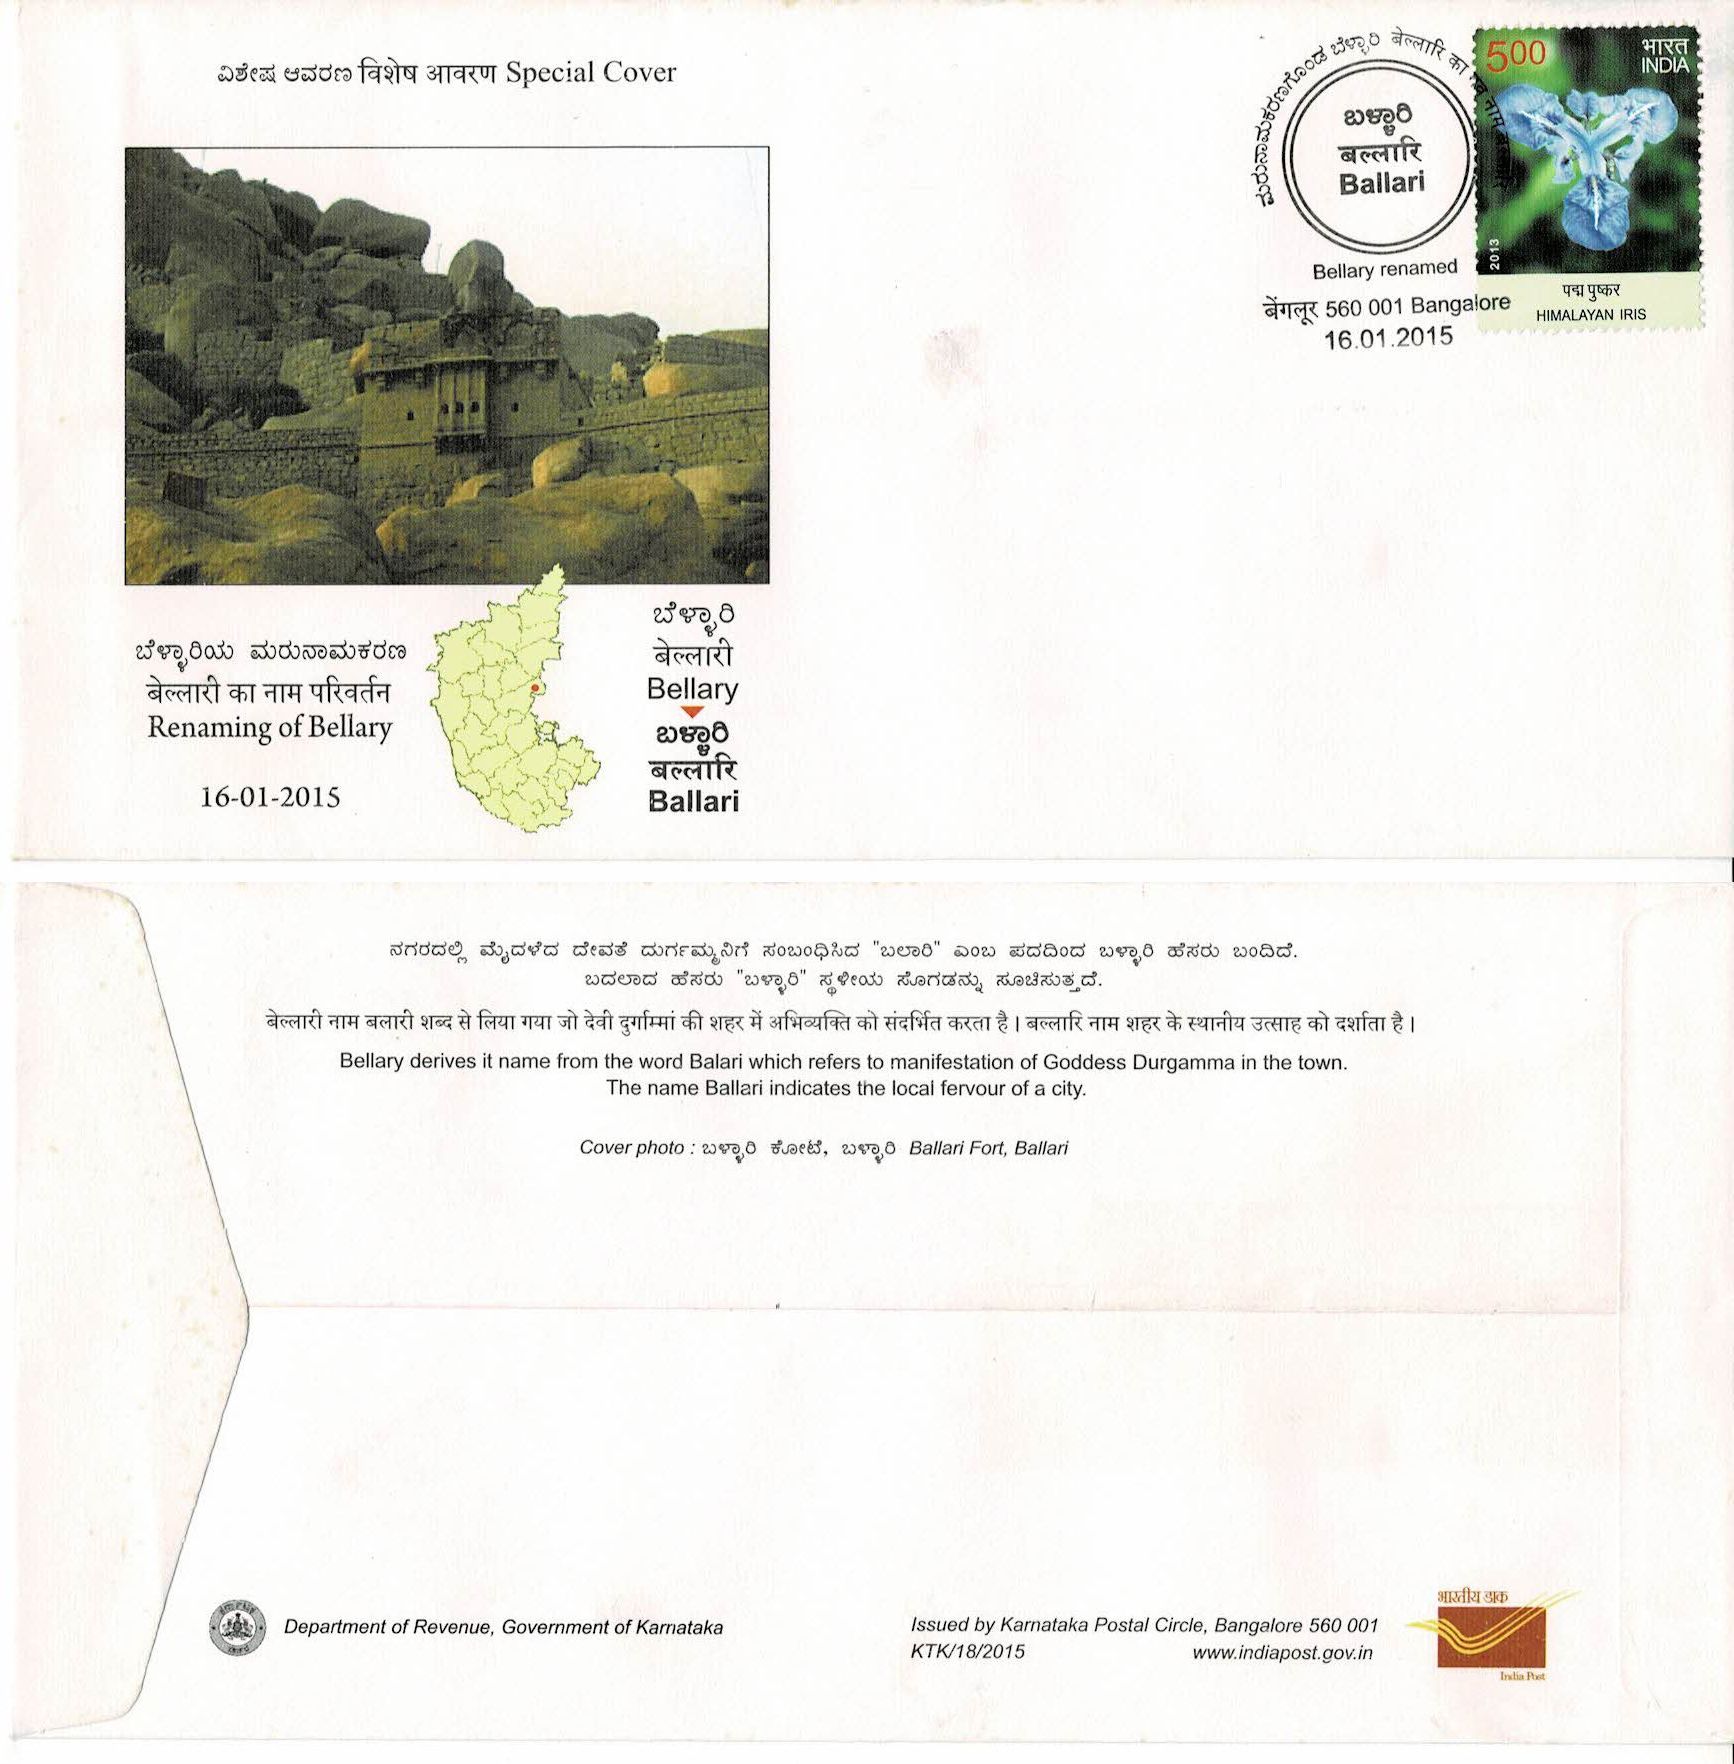 ವಿಶೇಷ ಆವರಣ विशेष आवरण Special Cover
ಮರುನಾಮಕರಣಗೊಂಡ ಬೆಳ್ಳಾರಿ बेल्लारि का नाम
ಬಳ್ಳಾರಿ
बल्लारि
Ballari
Bellary renamed
बेंगलूर 560 001 Bangalore
16.01.2015
500
भारत
INDIA
2013
पद्म पुष्कर
HIMALAYAN IRIS
ಬೆಳ್ಳಾರಿಯ ಮರುನಾಮಕರಣ
बेल्लारी का नाम परिवर्तन
Renaming of Bellary
16-01-2015
ಬೆಳ್ಳಾರಿ
बेल्लारी
Bellary
ಬಳ್ಳಾರಿ
बल्लारि
Ballari
ನಗರದಲ್ಲಿ ಮೈದಳೆದ ದೇವತೆ ದುರ್ಗಮ್ಮನಿಗೆ ಸಂಬಂಧಿಸಿದ "ಬಲಾರಿ" ಎಂಬ ಪದದಿಂದ ಬಳ್ಳಾರಿ ಹೆಸರು ಬಂದಿದೆ.
ಬದಲಾದ ಹೆಸರು "ಬಳ್ಳಾರಿ" ಸ್ಥಳೀಯ ಸೊಗಡನ್ನು ಸೂಚಿಸುತ್ತದೆ.
बेल्लारी नाम बलारी शब्द से लिया गया जो देवी दुर्गाम्मां की शहर में अभिव्यक्ति को संदर्भित करता है। बल्लारि नाम शहर के स्थानीय उत्साह को दर्शाता है।
Bellary derives it name from the word Balari which refers to manifestation of Goddess Durgamma in the town.
The name Ballari indicates the local fervour of a city.
Cover photo : ಬಳ್ಳಾರಿ ಕೋಟೆ, ಬಳ್ಳಾರಿ Ballari Fort, Ballari
Department of Revenue, Government of Karnataka
Issued by Karnataka Postal Circle, Bangalore 560 001
KTK/18/2015 www.indiapost.gov.in
भारतीय डाक
India Post